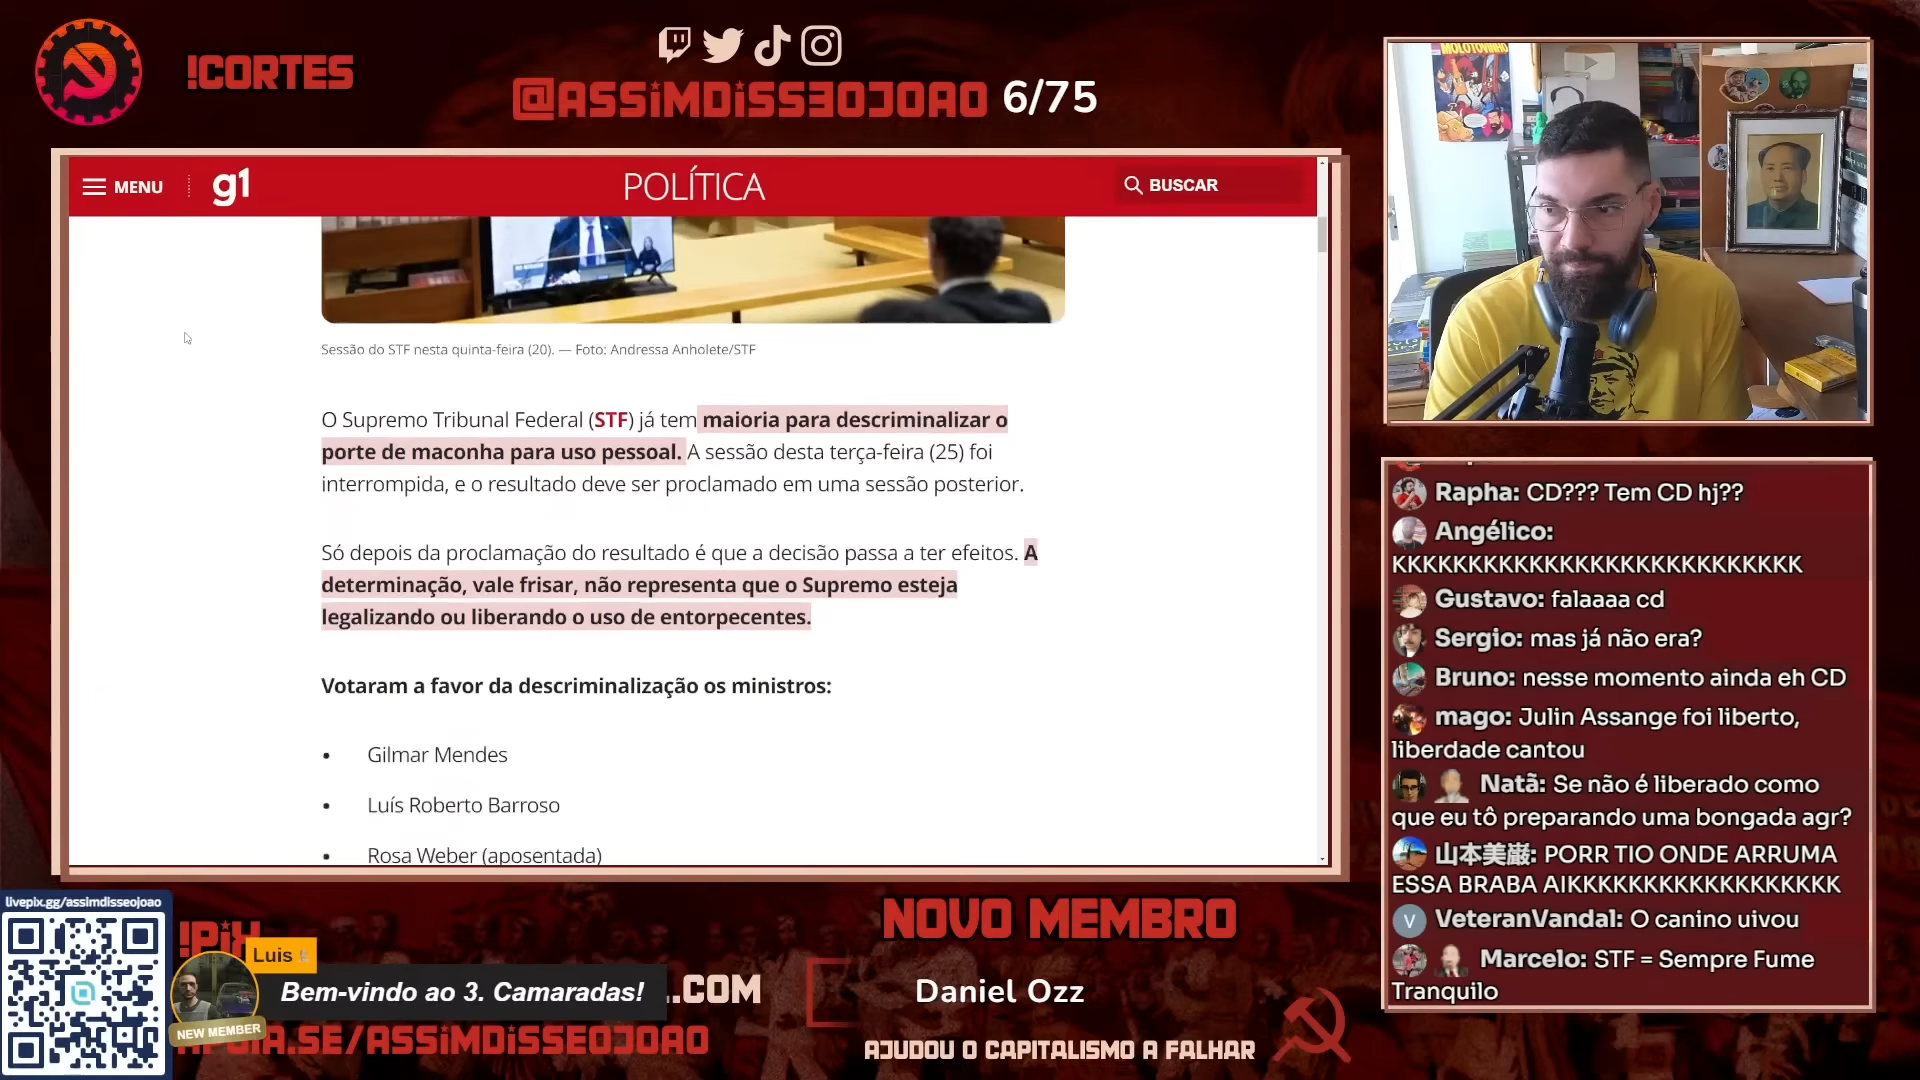 !CORTES
@ASSIMDISSEOJOAO 6/75
MOLOTOVINHO
MENU
g1
POLÍTICA
BUSCAR
Sessão do STF nesta quinta-feira (20). — Foto: Andressa Anholete/STF
O Supremo Tribunal Federal (STF) já tem maioria para descriminalizar o
porte de maconha para uso pessoal. A sessão desta terça-feira (25) foi
interrompida, e o resultado deve ser proclamado em uma sessão posterior.
Só depois da proclamação do resultado é que a decisão passa a ter efeitos. A
determinação, vale frisar, não representa que o Supremo esteja
legalizando ou liberando o uso de entorpecentes.
Votaram a favor da descriminalização os ministros:
• Gilmar Mendes
• Luís Roberto Barroso
• Rosa Weber (aposentada)
Rapha: CD??? Tem CD hj??
Angélico:
KKKKKKKKKKKKKKKKKKKKKKKKKKK
Gustavo: falaaaa cd
Sergio: mas já não era?
Bruno: nesse momento ainda eh CD
mago: Julin Assange foi liberto,
liberdade cantou
Natã: Se não é liberado como
que eu tô preparando uma bongada agr?
山本美巌: PORR TIO ONDE ARRUMA
ESSA BRABA AIKKKKKKKKKKKKKKKKKK
V
VeteranVandal: O canino uivou
Marcelo: STF = Sempre Fume
Tranquilo
livepix.gg/assimdisseojoao
!PIX
Luis
Bem-vindo ao 3. Camaradas!
.COM
NEW MEMBER
APOIA.SE/ASSIMDISSEOJOAO
NOVO MEMBRO
Daniel Ozz
AJUDOU O CAPITALISMO A FALHAR